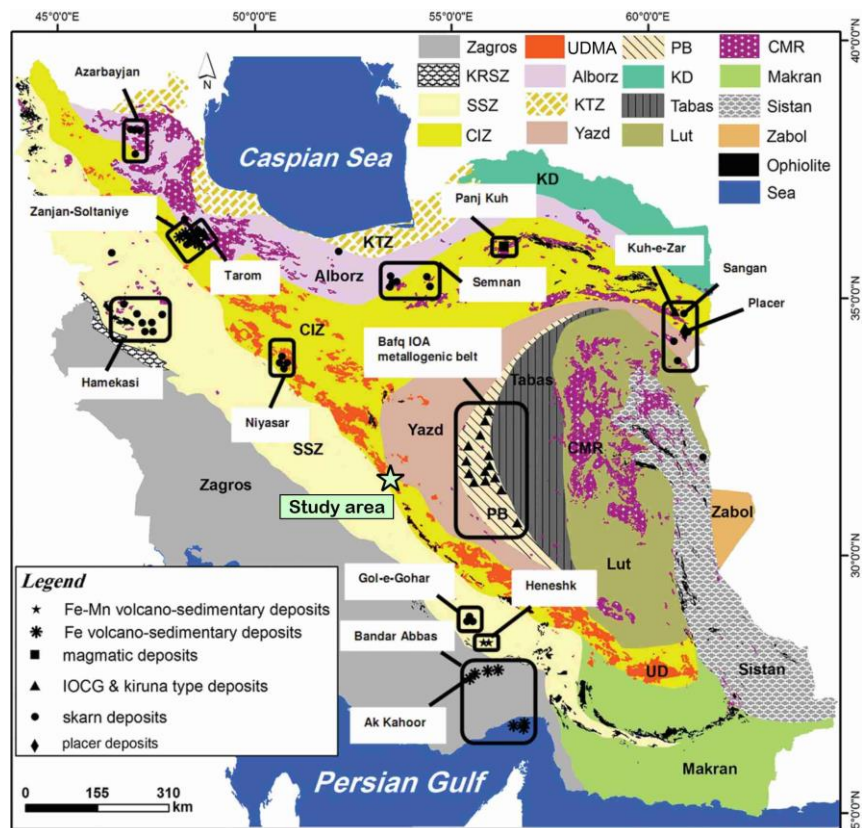 45°0'0"E 50°0'0"E 55°0'0"E 60°0'0"E
40°0'0"N
35°0'0"N
30°0'0"N
25°0'0"N
Zagros UDMA PB CMR
KRSZ Alborz KD Makran
SSZ KTZ Tabas Sistan
CIZ Yazd Lut Zabol
Ophiolite
Sea
N
Azarbayjan
Caspian Sea
KD
Zanjan-Soltaniye
Panj Kuh
Kuh-e-Zar
KTZ
Sangan
Alborz
Tarom
Semnan
Placer
CIZ
Bafq IOA
metallogenic belt
Tabas
Hamekasi
Niyasar
Yazd
SSZ
CMR
Zagros
Study area
Zabol
PB
Lut
Gol-e-Gohar
Heneshk
Bandar Abbas
UD
Sistan
Ak Kahoor
Makran
Persian Gulf
Legend
Fe-Mn volcano-sedimentary deposits
Fe volcano-sedimentary deposits
magmatic deposits
IOCG & kiruna type deposits
skarn deposits
placer deposits
0 155 310
km